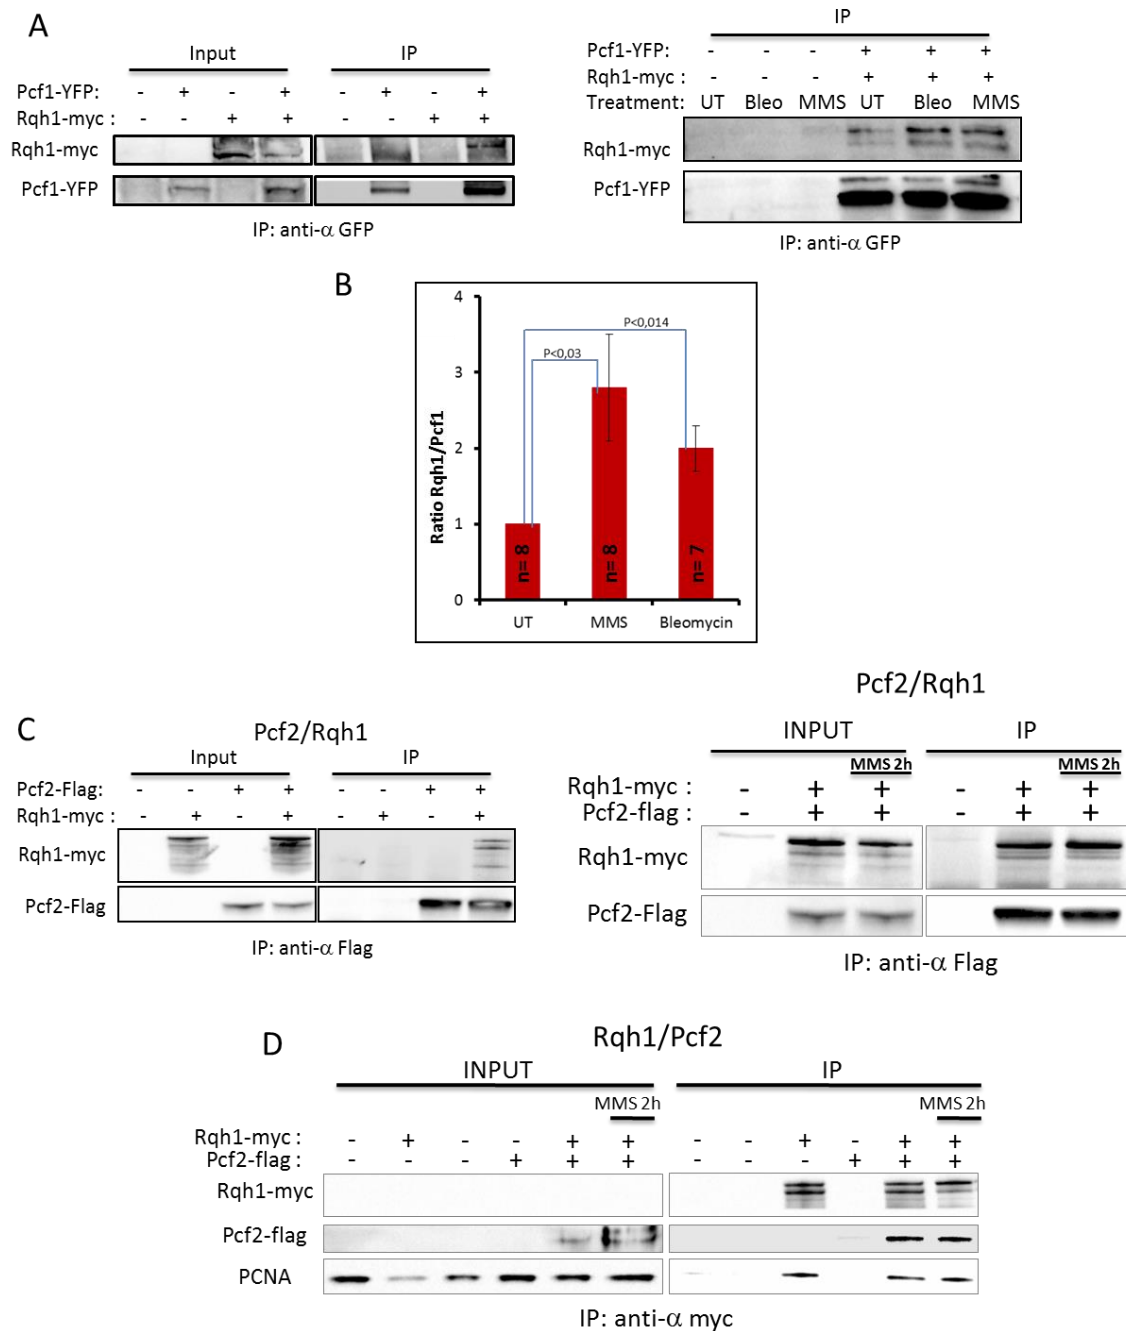 A
Input IP
Pcf1-YFP: - + - + - + - +
Rqh1-myc : - - + + - - + +
Rqh1-myc
Pcf1-YFP
IP: anti-α GFP
IP
Pcf1-YFP: - - - + + +
Rqh1-myc : - - - + + +
Treatment: UT Bleo MMS UT Bleo MMS
Rqh1-myc
Pcf1-YFP
IP: anti-α GFP
B
4
P<0,014
P<0,03
3
2
1
0
Ratio Rqh1/Pcf1
n= 8 n= 8 n= 7
UT MMS Bleomycin
C
Pcf2/Rqh1
Input IP
Pcf2-Flag: - - + + - - + +
Rqh1-myc : - + - + - + - +
Rqh1-myc
Pcf2-Flag
IP: anti-α Flag
Pcf2/Rqh1
INPUT IP
MMS 2h MMS 2h
Rqh1-myc : - + + - + +
Pcf2-flag : - + + - + +
Rqh1-myc
Pcf2-Flag
IP: anti-α Flag
D
Rqh1/Pcf2
INPUT IP
MMS 2h MMS 2h
Rqh1-myc : - + - - + + - - + - + +
Pcf2-flag : - - - + + + - - - + + +
Rqh1-myc
Pcf2-flag
PCNA
IP: anti-α myc